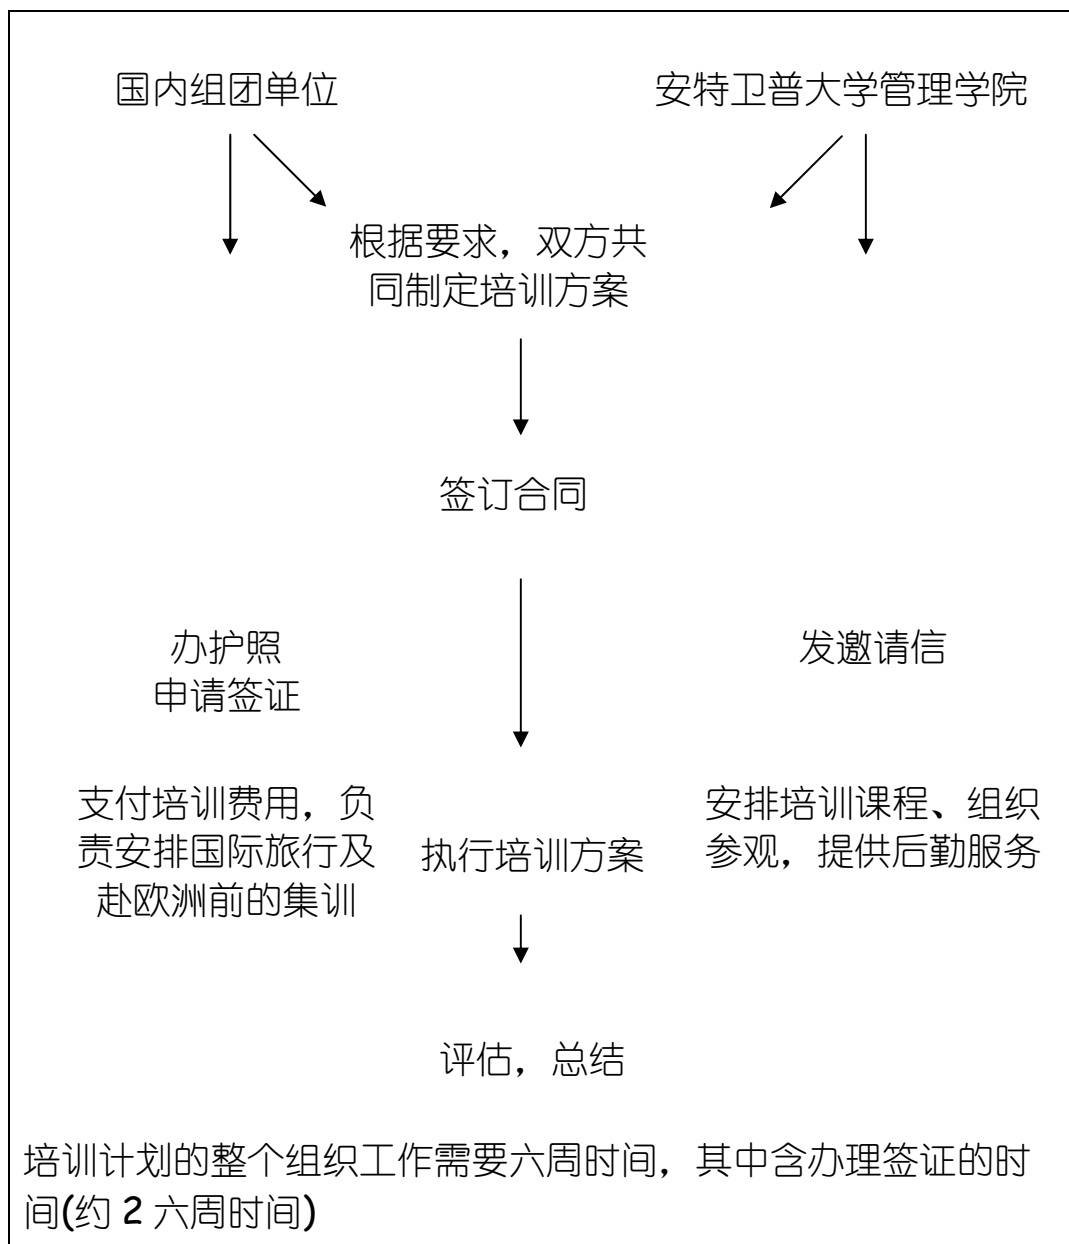 国内组团单位
安特卫普大学管理学院
根据要求，双方共
同制定培训方案
签订合同
办护照
申请签证
发邀请信
支付培训费用，负
责安排国际旅行及
赴欧洲前的集训
执行培训方案
安排培训课程、组织
参观，提供后勤服务
评估，总结
培训计划的整个组织工作需要六周时间，其中含办理签证的时
间(约 2 六周时间)